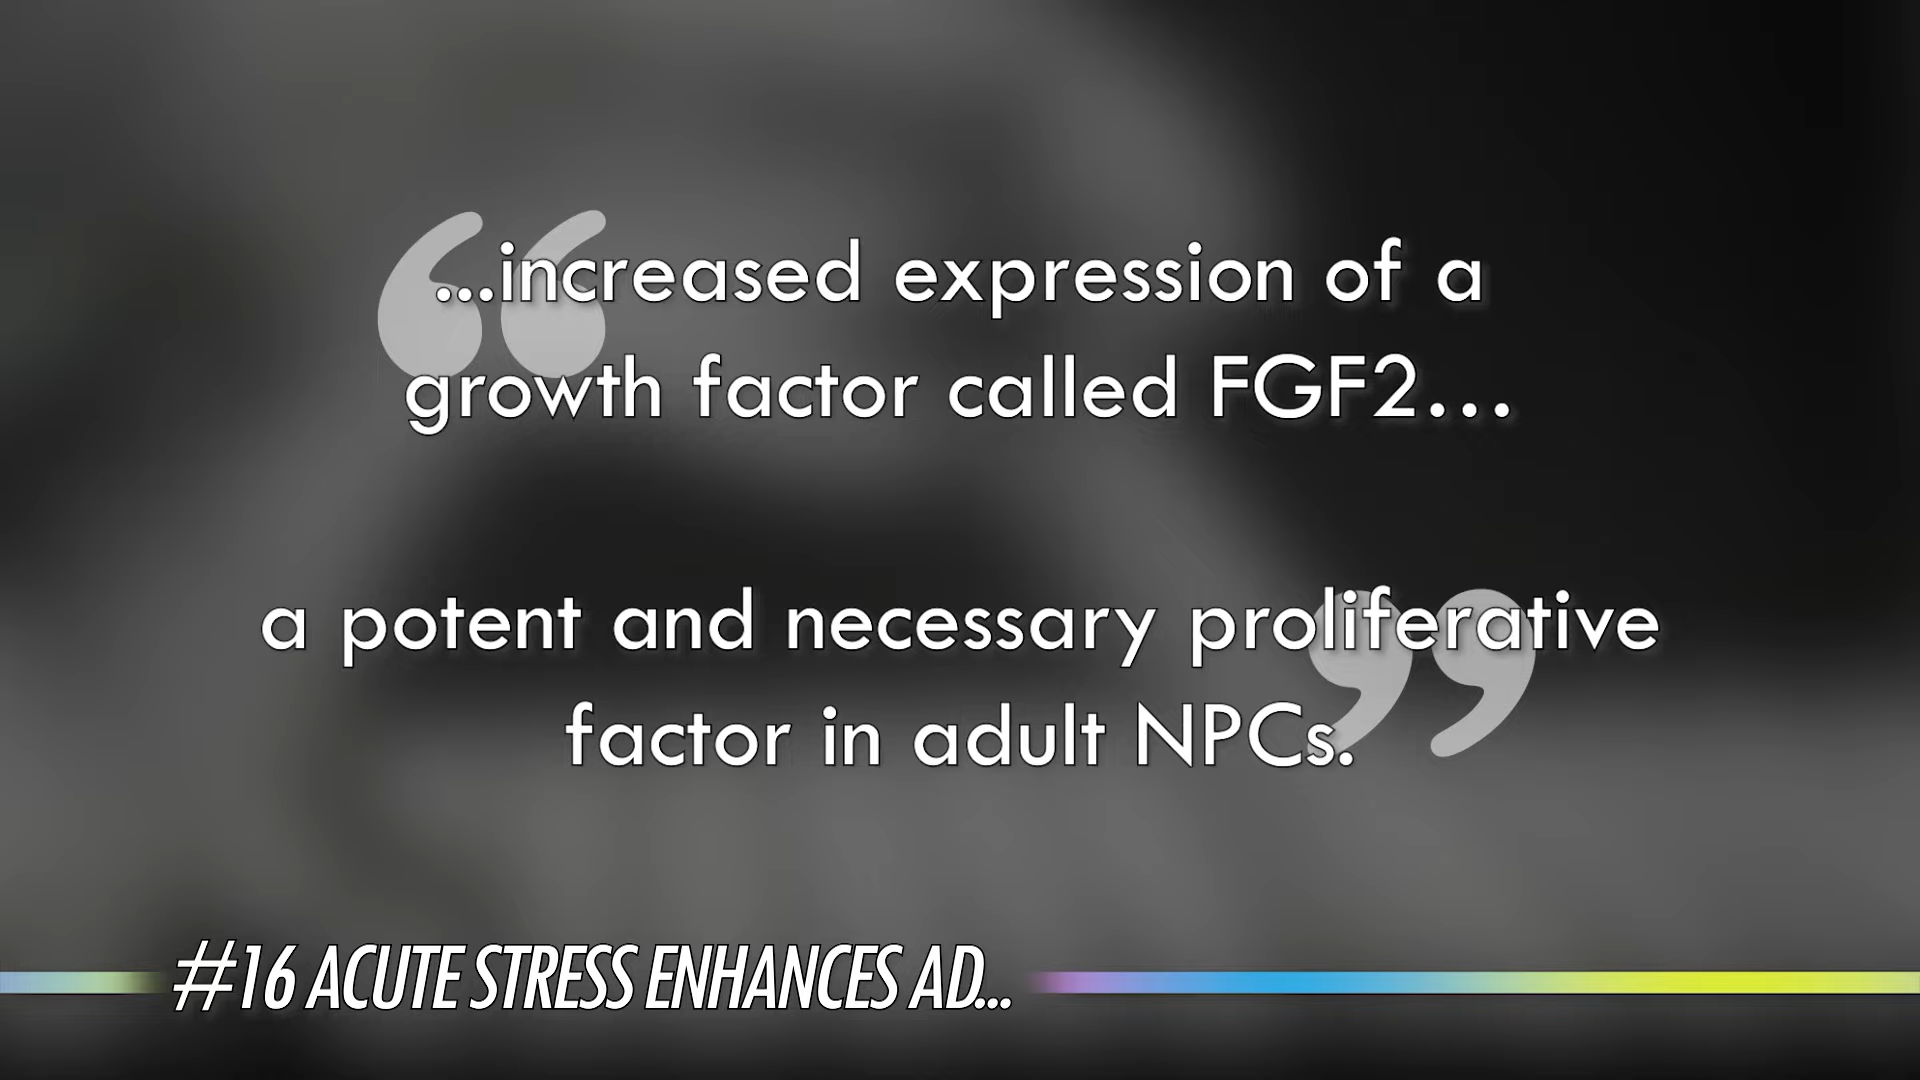 “...increased expression of a
growth factor called FGF2...
a potent and necessary proliferative
factor in adult NPCs.”
#16 ACUTE STRESS ENHANCES AD...